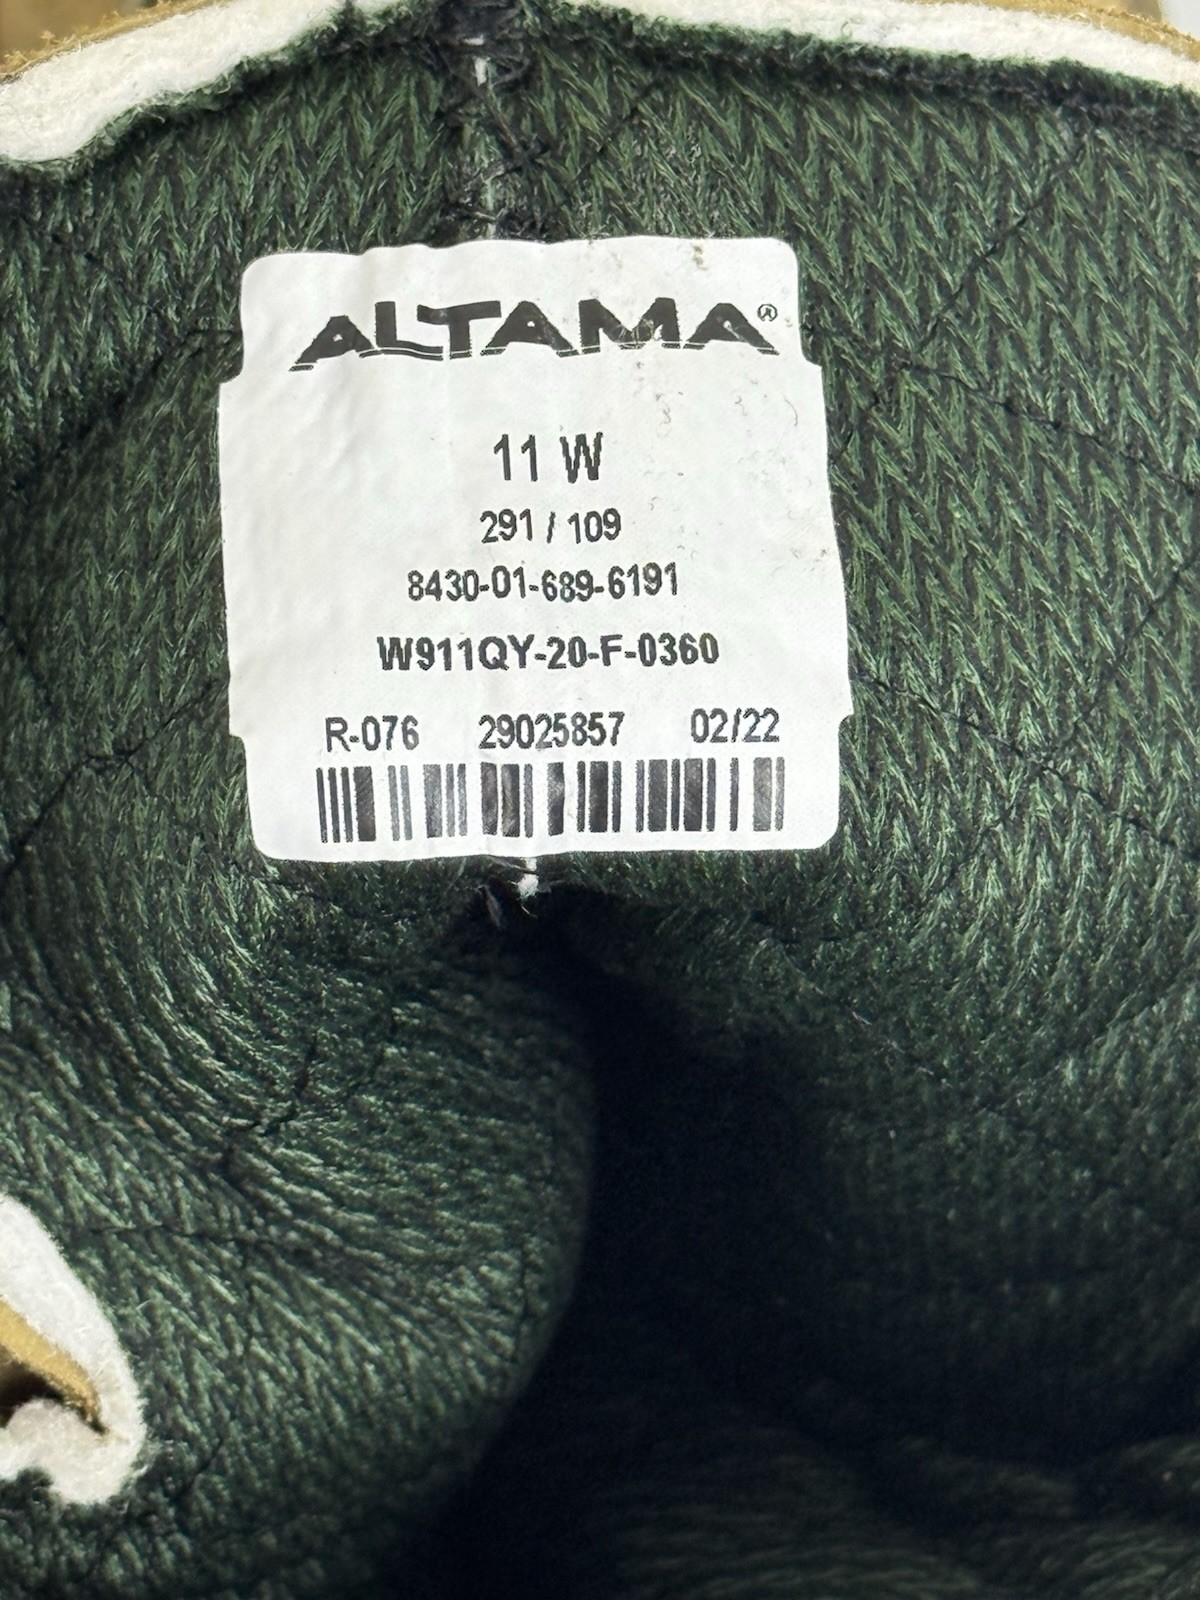 ALTAMA®
11 W
291 / 109
8430-01-689-6191
W911QY-20-F-0360
R-076 29025857 02/22